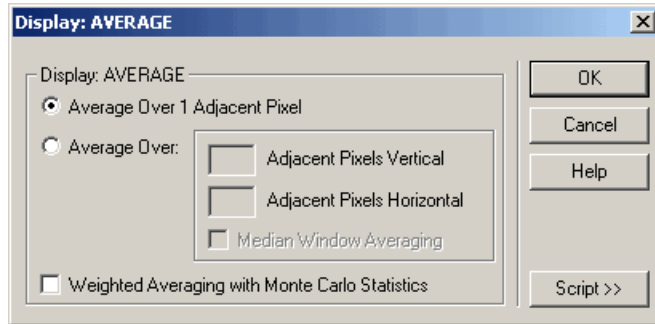 Display: AVERAGE
Display: AVERAGE
Average Over 1 Adjacent Pixel
Average Over:
Adjacent Pixels Vertical
Adjacent Pixels Horizontal
Median Window Averaging
Weighted Averaging with Monte Carlo Statistics
OK
Cancel
Help
Script >>